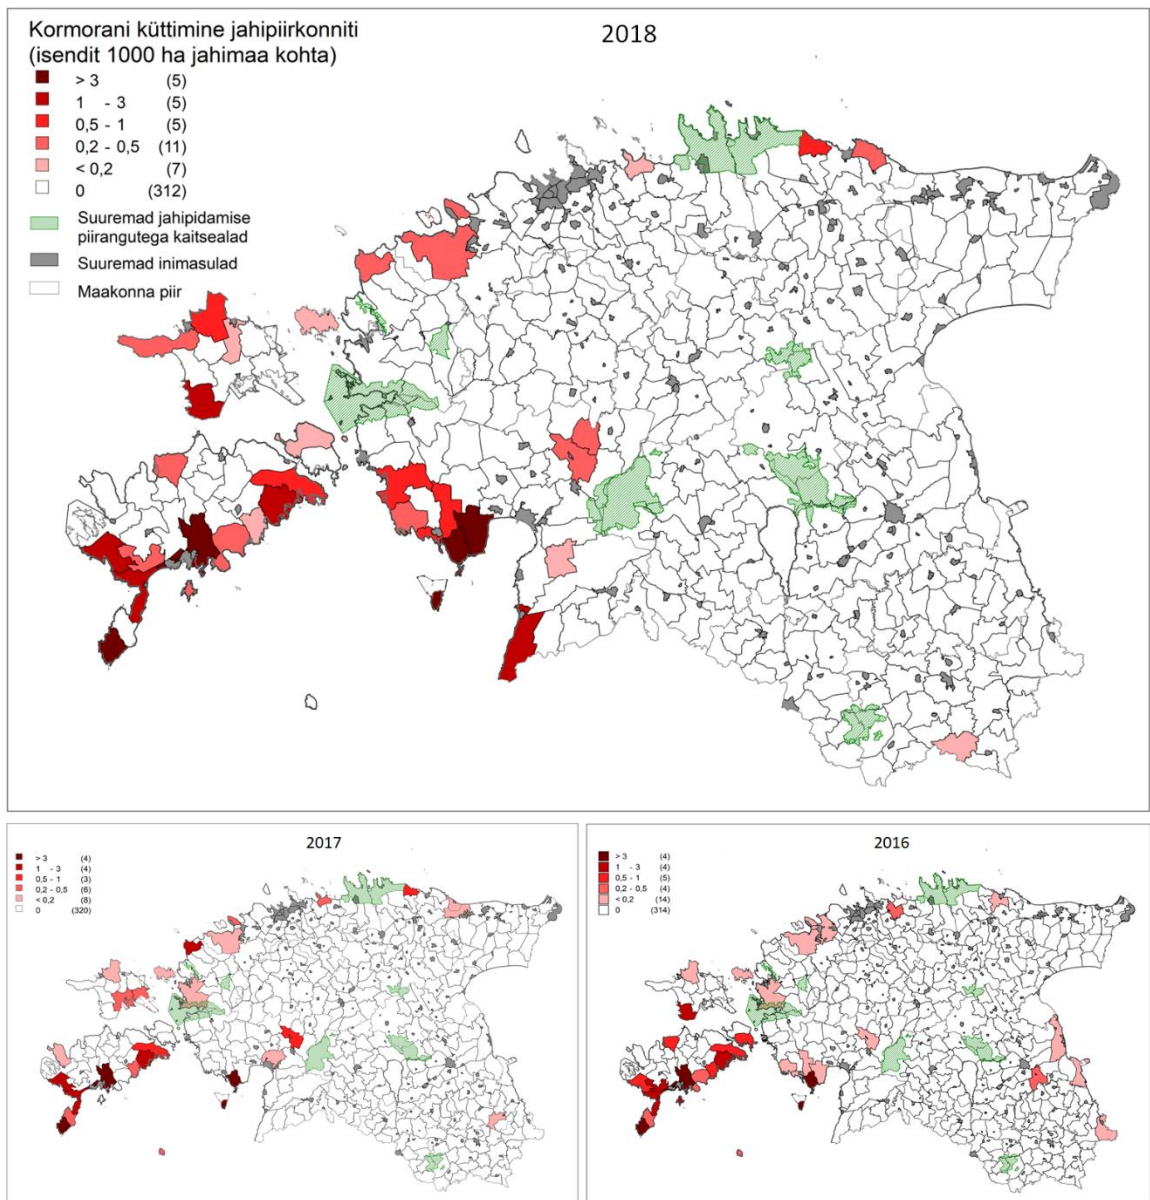 Kormorani küttimine jahipiirkonniti
(isendit 1000 ha jahimaa kohta)
2018
> 3 (5)
1 - 3 (5)
0,5 - 1 (5)
0,2 - 0,5 (11)
< 0,2 (7)
0 (312)
Suuremad jahipidamise
piirangutega kaitsealad
Suuremad inimasulad
Maakonna piir
2017
> 3 (4)
1 - 3 (4)
0,5 - 1 (3)
0,2 - 0,5 (6)
< 0,2 (8)
0 (320)
2016
> 3 (4)
1 - 3 (4)
0,5 - 1 (5)
0,2 - 0,5 (4)
< 0,2 (14)
0 (314)